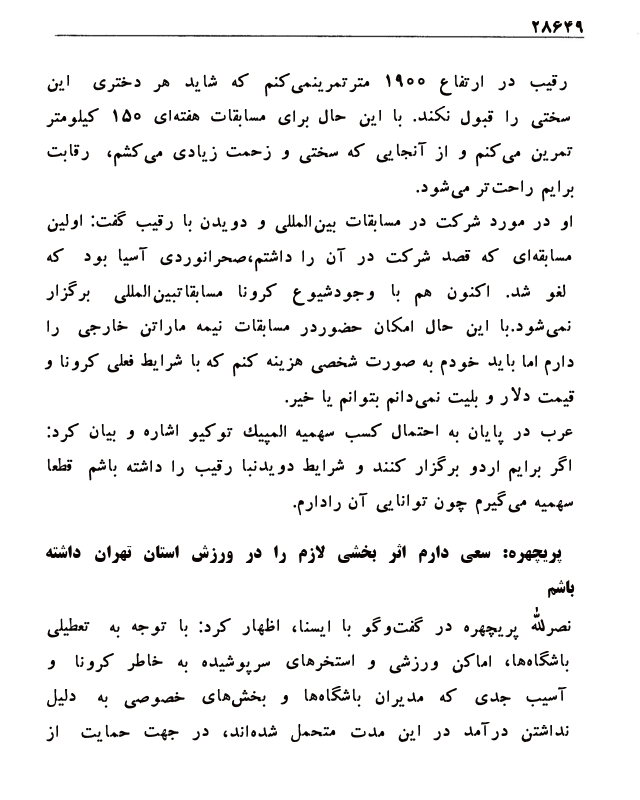 ۲۸۶۴۹
رقیب در ارتفاع ۱۹۰۰ مترتمرینمی‌کنم که شاید هر دختری این
سختی را قبول نکند. با این حال برای مسابقات هفته‌ای ۱۵۰ کیلومتر
تمرین می‌کنم و از آنجایی که سختی و زحمت زیادی می‌کشم، رقابت
برایم راحت‌تر می‌شود.
او در مورد شرکت در مسابقات بین‌المللی و دویدن با رقیب گفت: اولین
مسابقه‌ای که قصد شرکت در آن را داشتم،صحرانوردی آسیا بود که
لغو شد. اکنون هم با وجودشیوع کرونا مسابقاتبین‌المللی برگزار
نمی‌شود.با این حال امکان حضوردر مسابقات نیمه ماراتن خارجی را
دارم اما باید خودم به صورت شخصی هزینه کنم که با شرایط فعلی کرونا و
قیمت دلار و بلیت نمی‌دانم بتوانم یا خیر.
عرب در پایان به احتمال کسب سهمیه المپیك توکیو اشاره و بیان کرد:
اگر برایم اردو برگزار کنند و شرایط دویدنبا رقیب را داشته باشم قطعا
سهمیه می‌گیرم چون توانایی آن رادارم.
پریچهره: سعی دارم اثر بخشی لازم را در ورزش استان تهران داشته
باشم
نصرالله پریچهره در گفت‌وگو با ایسنا، اظهار کرد: با توجه به تعطیلی
باشگاه‌ها، اماکن ورزشی و استخرهای سرپوشیده به خاطر کرونا و
آسیب جدی که مدیران باشگاه‌ها و بخش‌های خصوصی به دلیل
نداشتن درآمد در این مدت متحمل شده‌اند، در جهت حمایت از